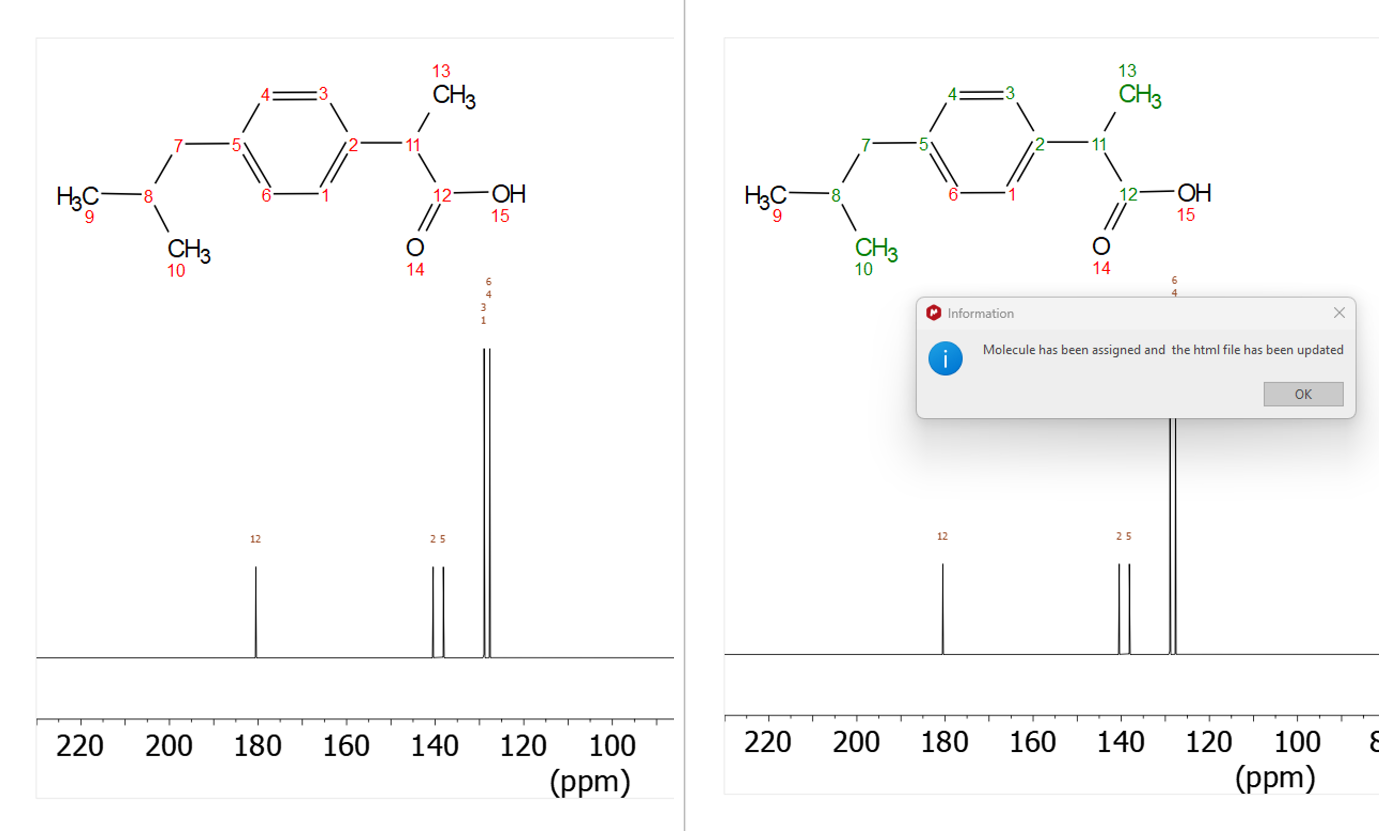 13
CH3
4 3
7 5 2 11
H3C 8 6 1 12 OH
9 15
CH3 O
10 14
6
4
3
1
12 2 5
220 200 180 160 140 120 100
(ppm)
13
CH3
4 3
7 5 2 11
H3C 8 6 1 12 OH
9 15
CH3 O
10 14
6
4
Information
Molecule has been assigned and the html file has been updated
OK
12 2 5
220 200 180 160 140 120 100
(ppm)